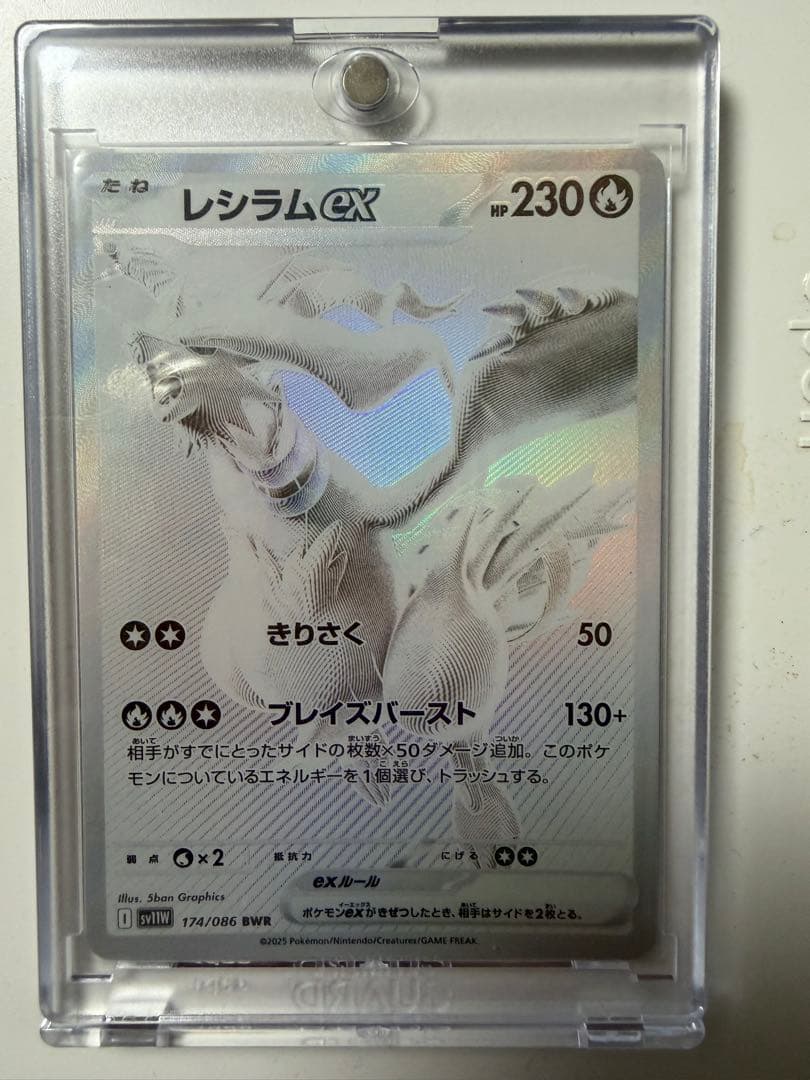 たね レシラムex HP230
きりさく 50
ブレイズバースト 130+
相手がすでにとったサイドの枚数×50ダメージ追加。このポケ
モンについているエネルギーを1個選び、トラッシュする。
弱点 ×2 抵抗力 にげる
exルール
ポケモンexがきぜつしたとき、相手はサイドを2枚とる。
Illus. 5ban Graphics
I SV11W 174/086 BWR
©2025 Pokémon/Nintendo/Creatures/GAME FREAK